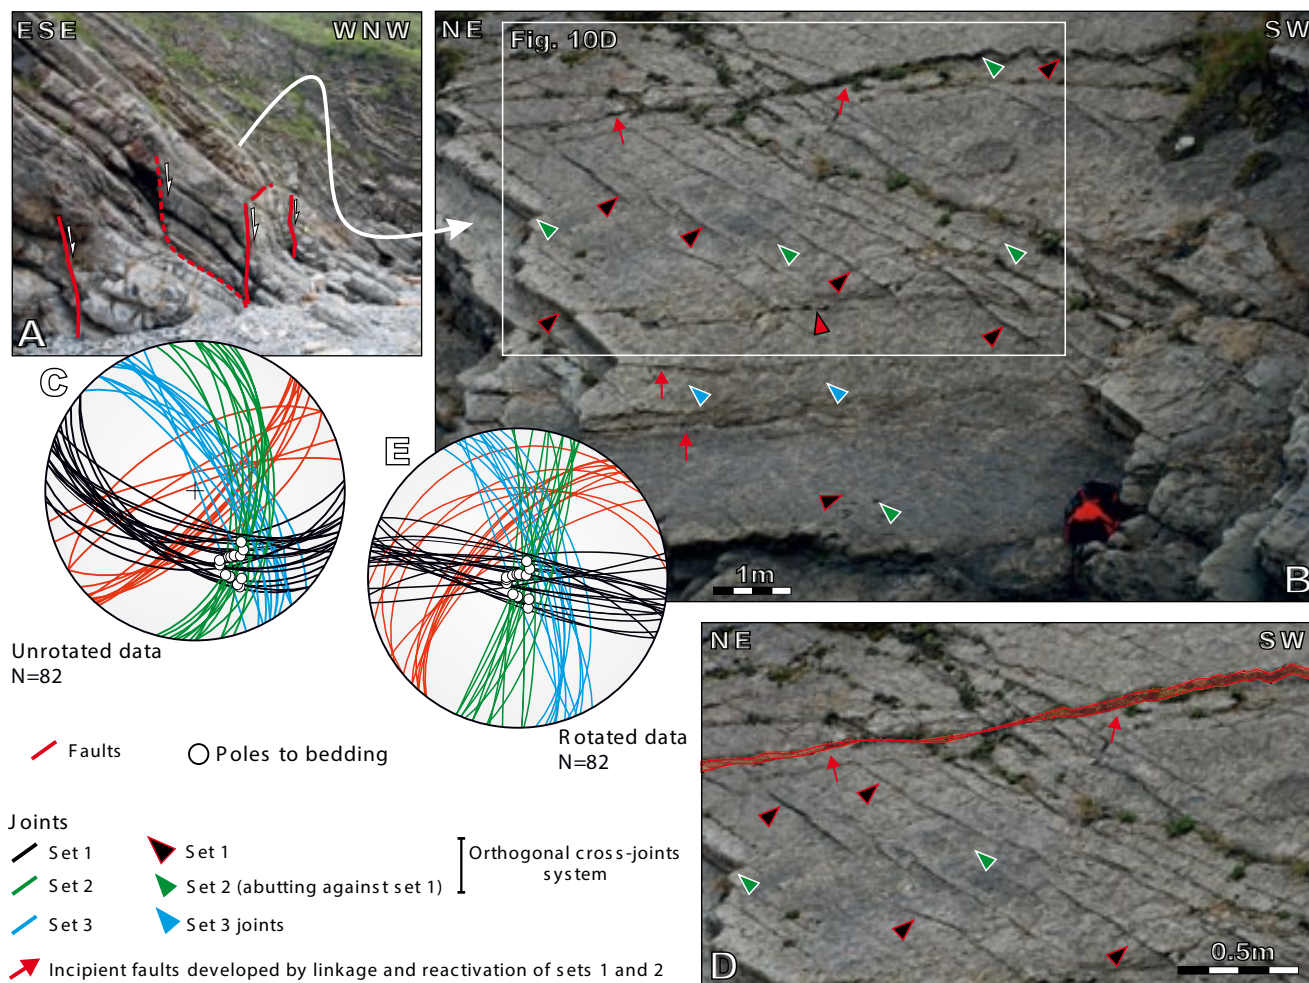 ESE WNW
A
NE SW
Fig. 10D
1m
B
C
Unrotated data
N=82
E
Rotated data
N=82
Faults
Poles to bedding
Joints
Set 1
Set 2
Set 3
Set 1
Set 2 (abutting against set 1)
Set 3 joints
Orthogonal cross-joints
system
Incipient faults developed by linkage and reactivation of sets 1 and 2
NE SW
D
0.5m